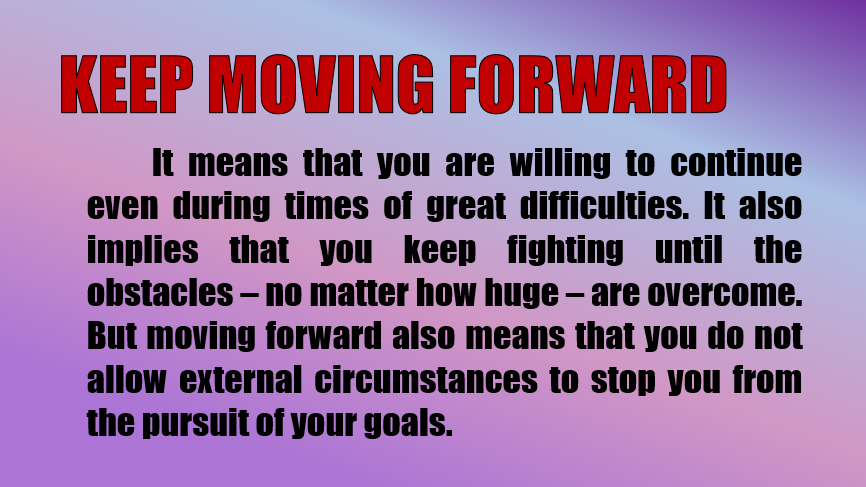 KEEP MOVING FORWARD
It means that you are willing to continue
even during times of great difficulties. It also
implies that you keep fighting until the
obstacles – no matter how huge – are overcome.
But moving forward also means that you do not
allow external circumstances to stop you from
the pursuit of your goals.